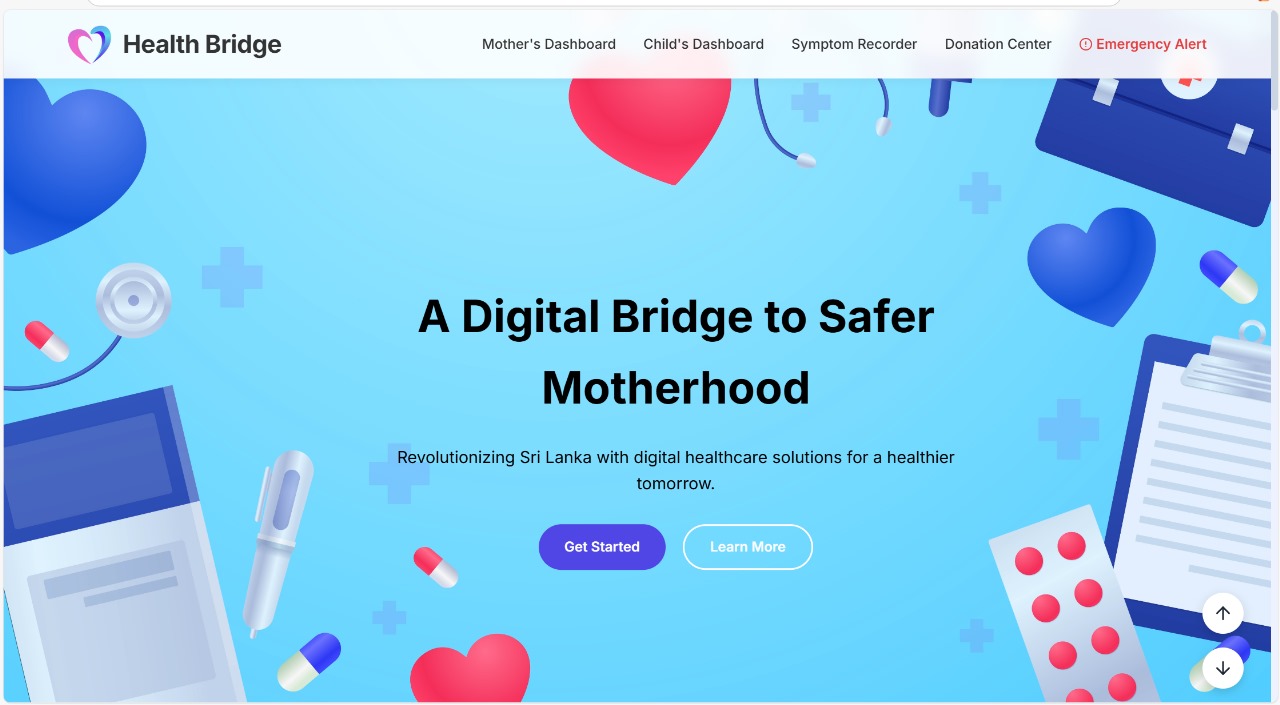 Health Bridge
Mother's Dashboard
Child's Dashboard
Symptom Recorder
Donation Center
Emergency Alert
A Digital Bridge to Safer
Motherhood
Revolutionizing Sri Lanka with digital healthcare solutions for a healthier
tomorrow.
Get Started
Learn More